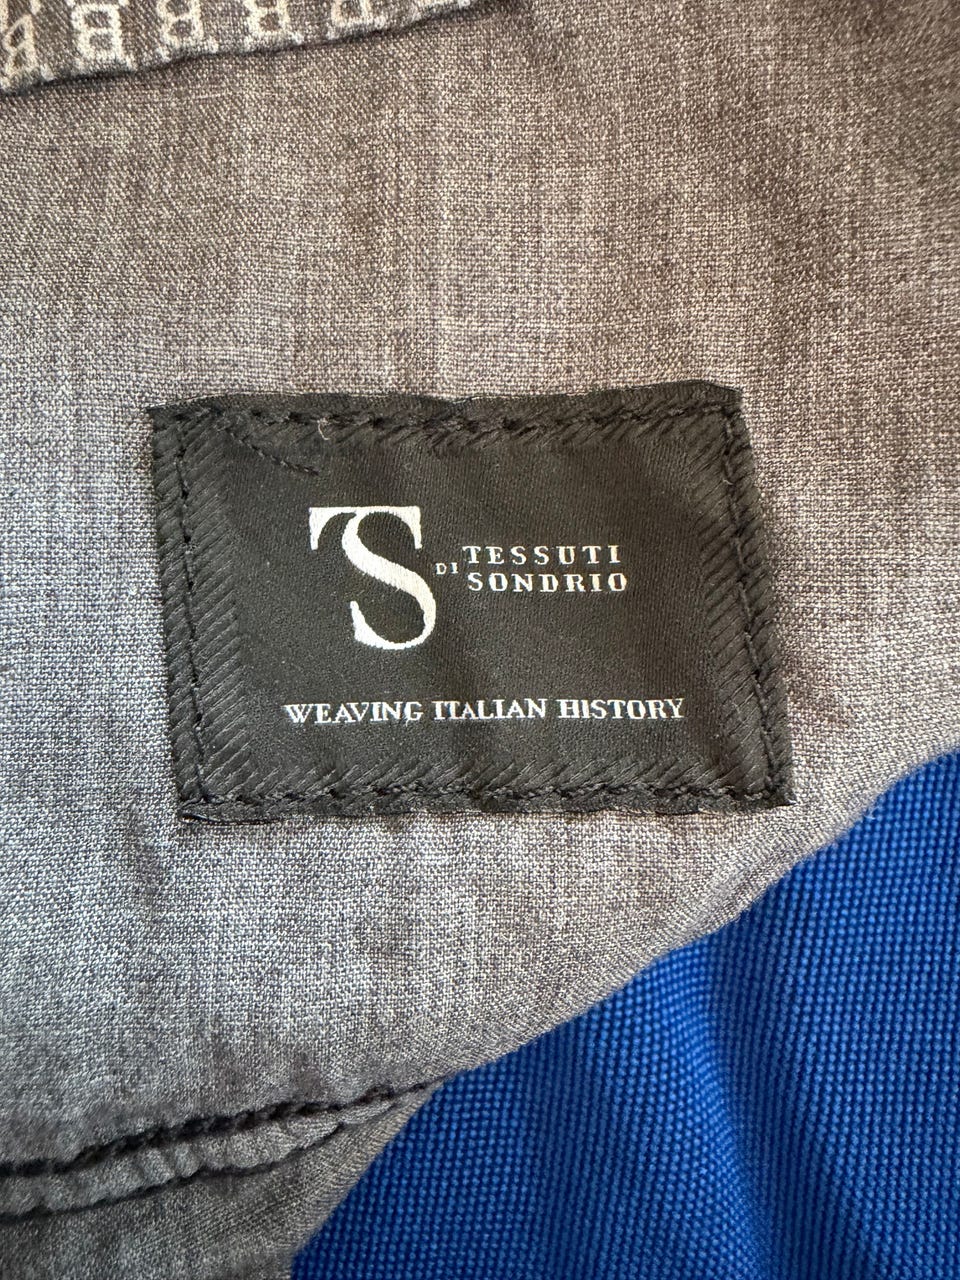 TS
DI TESSUTI
SONDRIO
WEAVING ITALIAN HISTORY